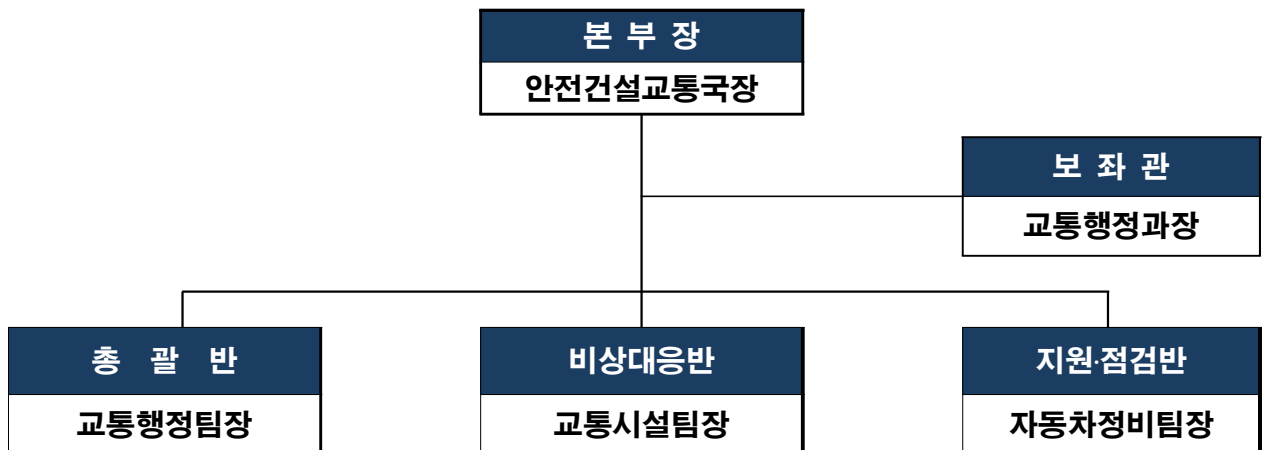 본 부 장
안전건설교통국장
보 좌 관
교통행정과장
총 괄 반
교통행정팀장
비상대응반
교통시설팀장
지원·점검반
자동차정비팀장